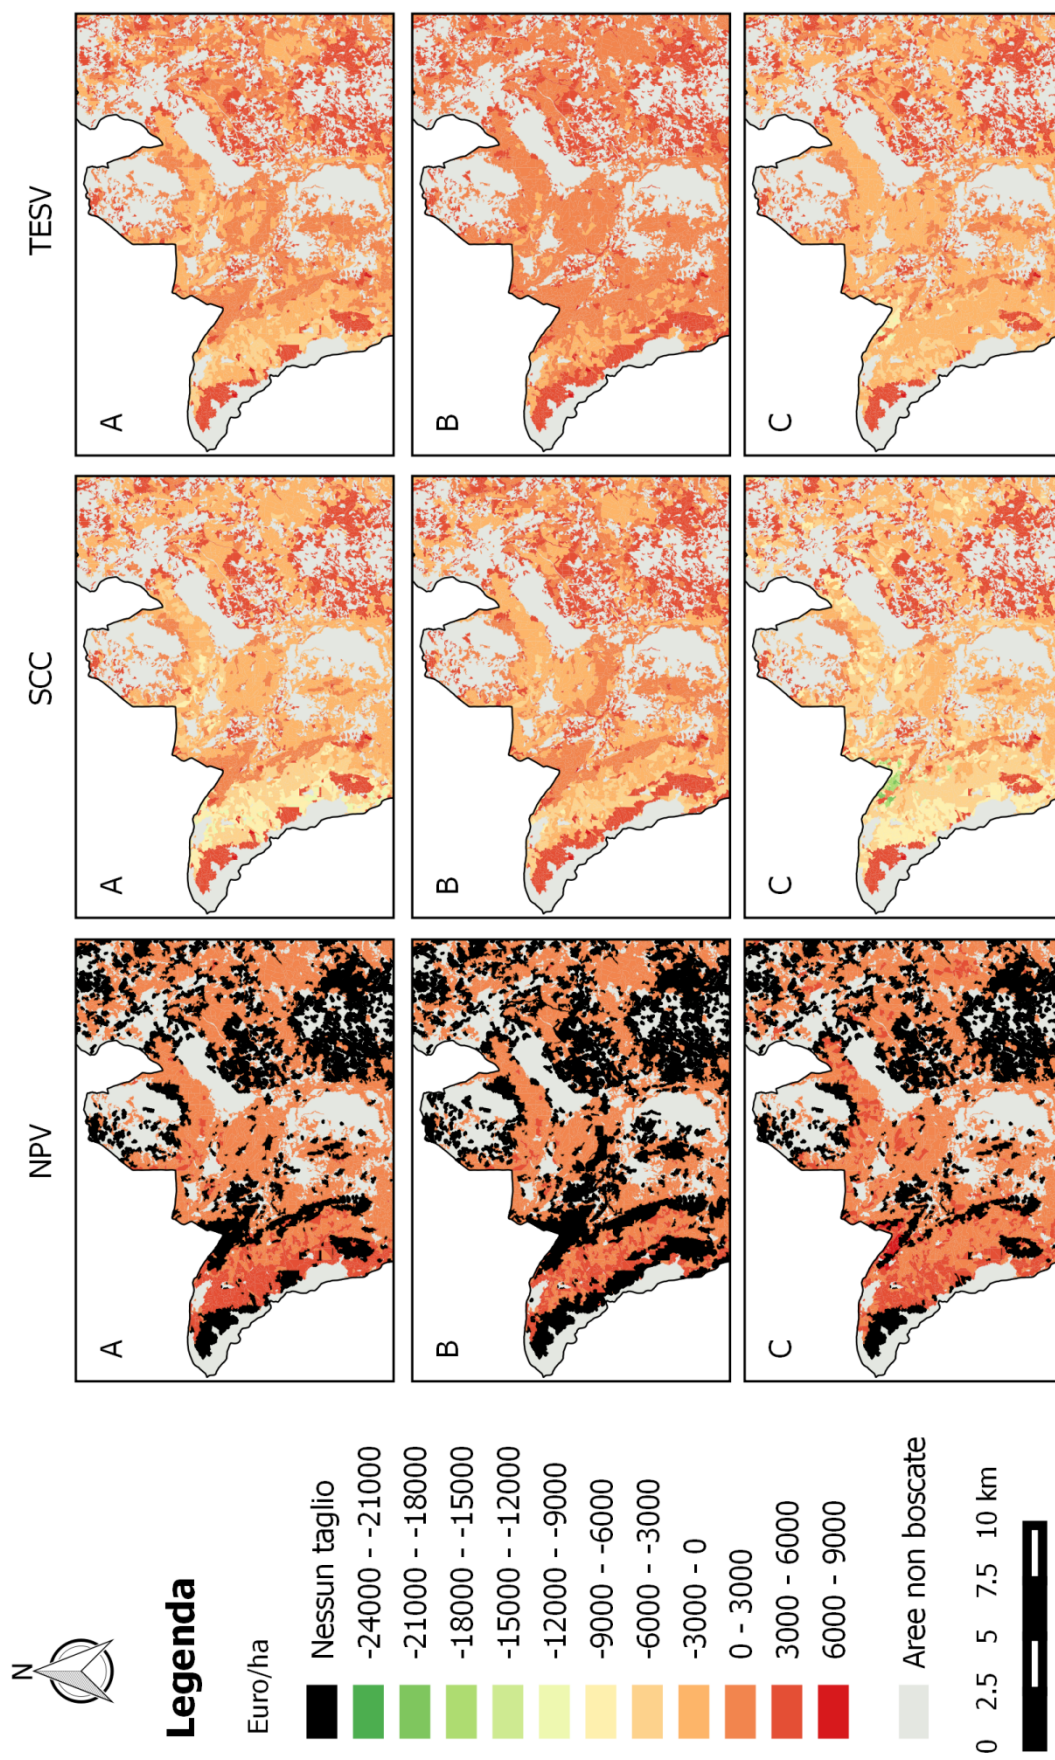 NPV
SCC
TESV
A
A
A
B
B
B
C
C
C
N
Legenda
Euro/ha
Nessun taglio
-24000 - -21000
-21000 - -18000
-18000 - -15000
-15000 - -12000
-12000 - -9000
-9000 - -6000
-6000 - -3000
-3000 - 0
0 - 3000
3000 - 6000
6000 - 9000
Aree non boscate
0 2.5 5 7.5 10 km